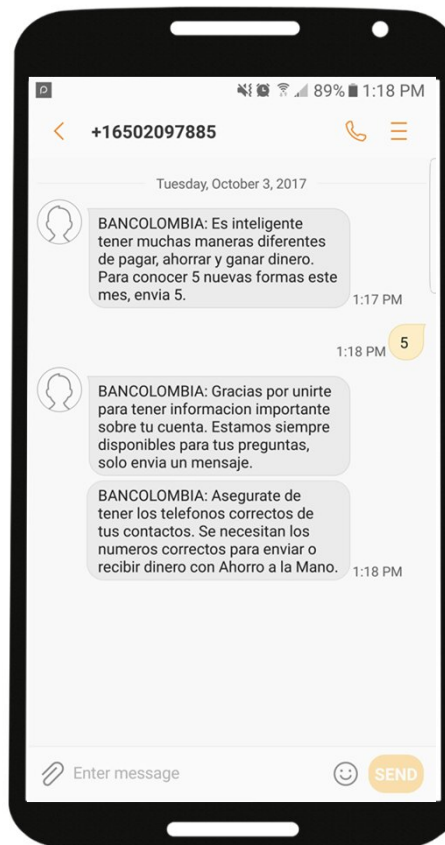 89% 1:18 PM
+16502097885
Tuesday, October 3, 2017
BANCOLOMBIA: Es inteligente
tener muchas maneras diferentes
de pagar, ahorrar y ganar dinero.
Para conocer 5 nuevas formas este
mes, envia 5.
1:17 PM
5
1:18 PM
BANCOLOMBIA: Gracias por unirte
para tener informacion importante
sobre tu cuenta. Estamos siempre
disponibles para tus preguntas,
solo envia un mensaje.
BANCOLOMBIA: Asegurate de
tener los telefonos correctos de
tus contactos. Se necesitan los
numeros correctos para enviar o
recibir dinero con Ahorro a la Mano.
1:18 PM
Enter message
SEND